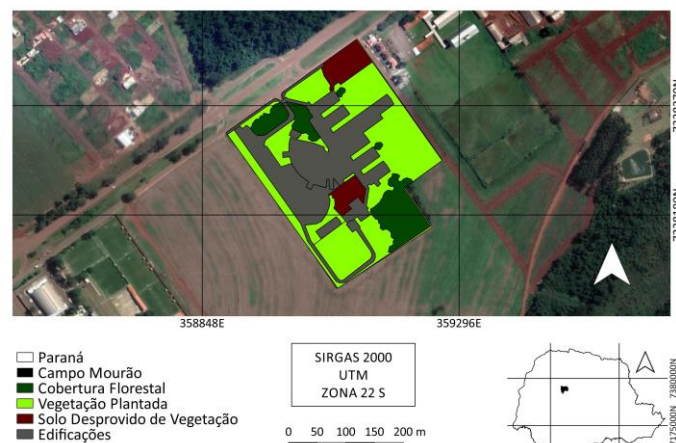 358848E
359296E
Paraná
Campo Mourão
Cobertura Florestal
Vegetação Plantada
Solo Desprovido de Vegetação
Edificações
SIRGAS 2000
UTM
ZONA 22 S
0 50 100 150 200 m
7380000N